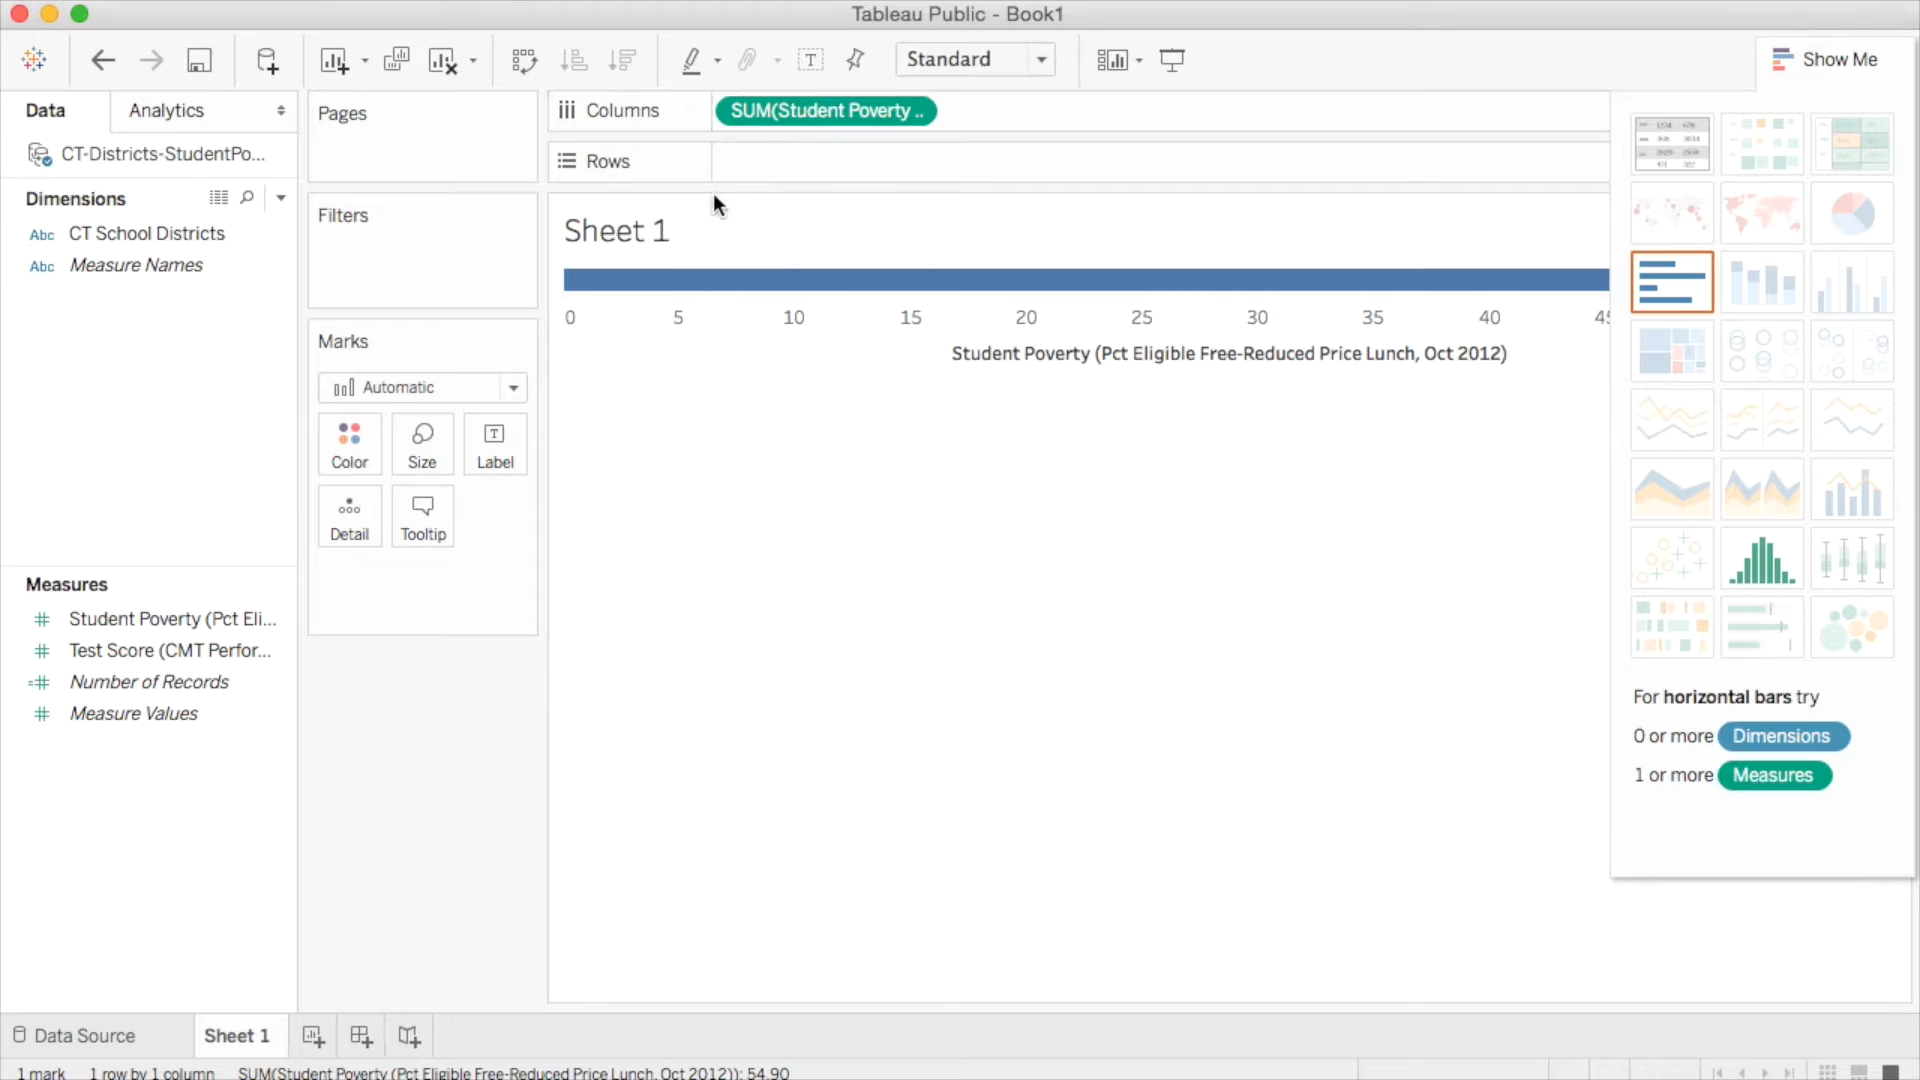 Tableau Public - Book1
Standard
Show Me
Data
Analytics
CT-Districts-StudentPo...
Dimensions
Abc CT School Districts
Abc Measure Names
Measures
Student Poverty (Pct Eli...
Test Score (CMT Perfor...
Number of Records
Measure Values
Pages
Filters
Marks
Automatic
Color
Size
Label
Detail
Tooltip
Columns
SUM(Student Poverty ..
Rows
Sheet 1
0 5 10 15 20 25 30 35 40 45
Student Poverty (Pct Eligible Free-Reduced Price Lunch, Oct 2012)
For horizontal bars try
0 or more Dimensions
1 or more Measures
Data Source
Sheet 1
1 mark 1 row by 1 column SUM(Student Poverty (Pct Eligible Free-Reduced Price Lunch, Oct 2012)): 54.90